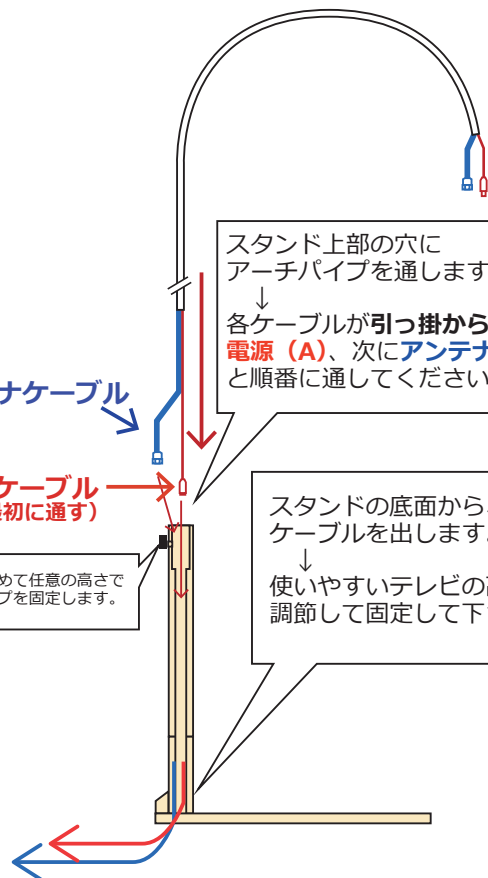 スタンド上部の穴に
アーチパイプを通します
↓
各ケーブルが引っ掛から
電源（A）、次にアンテナ
と順番に通してください
ナケーブル
ケーブル
初に通す）
めて任意の高さで
プを固定します。
スタンドの底面から
ケーブルを出します。
↓
使いやすいテレビの高
調節して固定して下